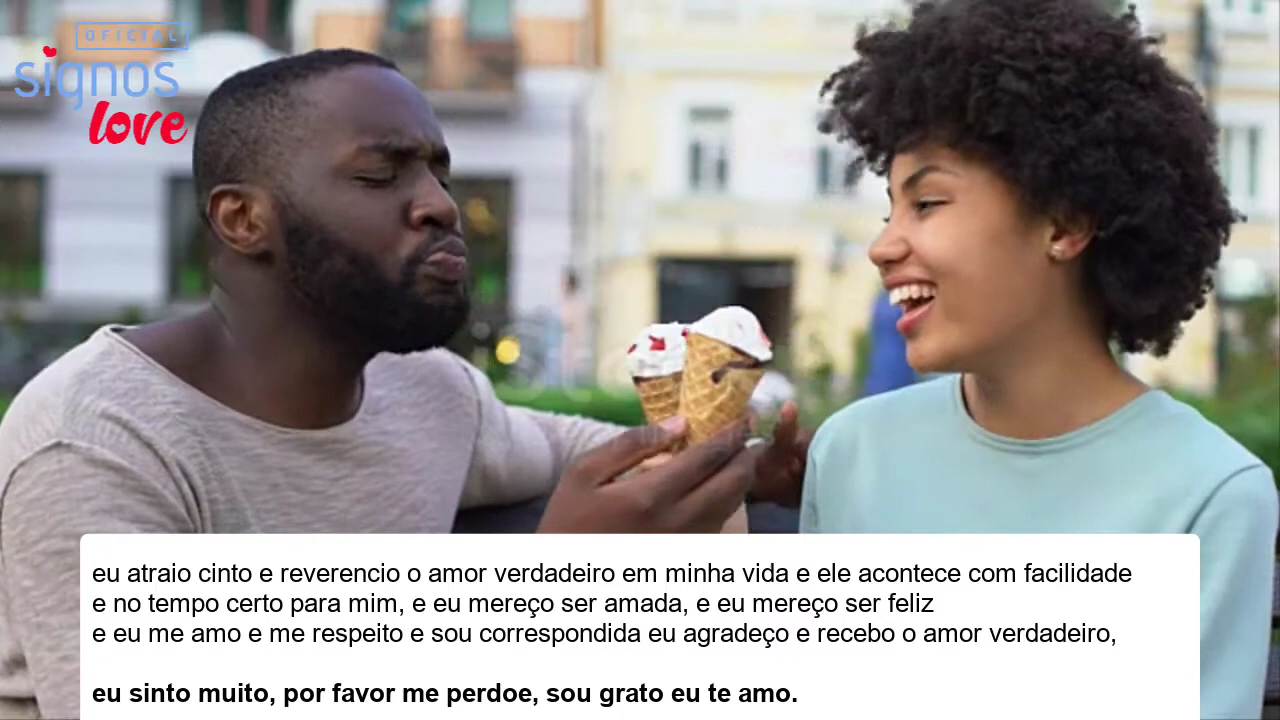 OFICIAL
signos
love
eu atraio cinto e reverencio o amor verdadeiro em minha vida e ele acontece com facilidade
e no tempo certo para mim, e eu mereço ser amada, e eu mereço ser feliz
e eu me amo e me respeito e sou correspondida eu agradeço e recebo o amor verdadeiro,
eu sinto muito, por favor me perdoe, sou grato eu te amo.